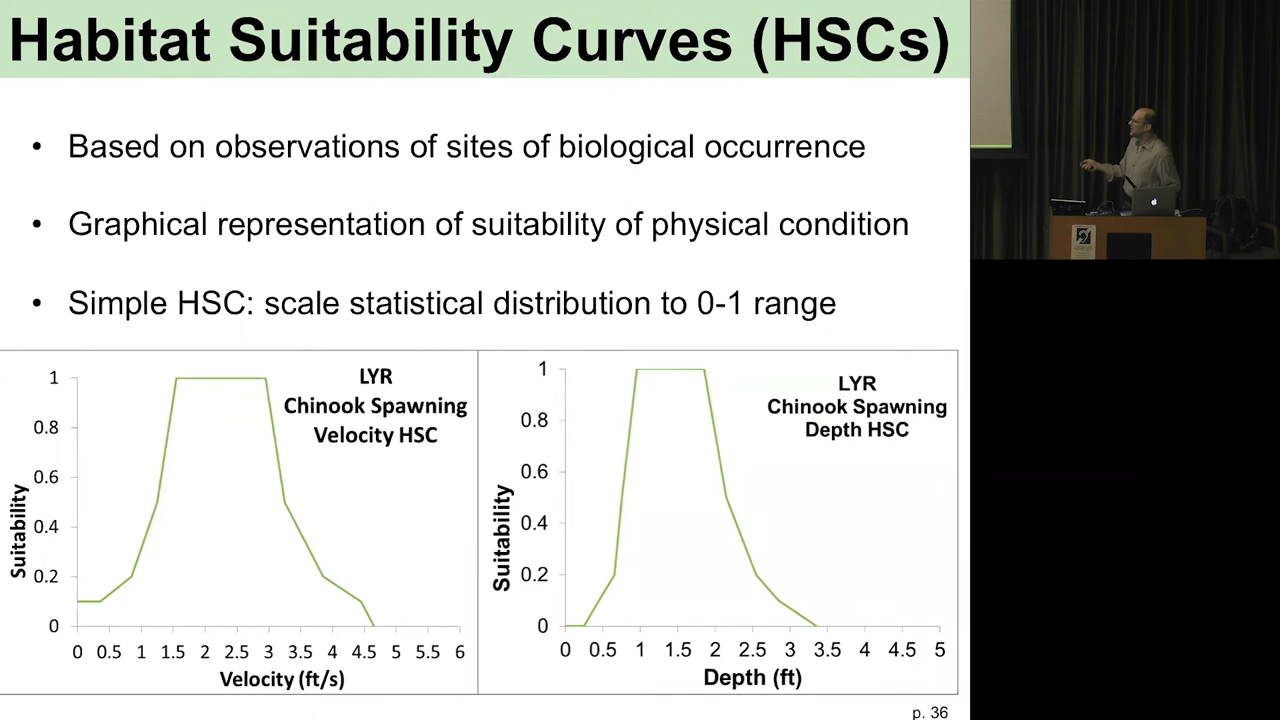 Habitat Suitability Curves (HSCs)
• Based on observations of sites of biological occurrence
• Graphical representation of suitability of physical condition
• Simple HSC: scale statistical distribution to 0-1 range
LYR
Chinook Spawning
Velocity HSC
Suitability
1
0.8
0.6
0.4
0.2
0
0 0.5 1 1.5 2 2.5 3 3.5 4 4.5 5 5.5 6
Velocity (ft/s)
LYR
Chinook Spawning
Depth HSC
Suitability
1
0.8
0.6
0.4
0.2
0
0 0.5 1 1.5 2 2.5 3 3.5 4 4.5 5
Depth (ft)
p. 36